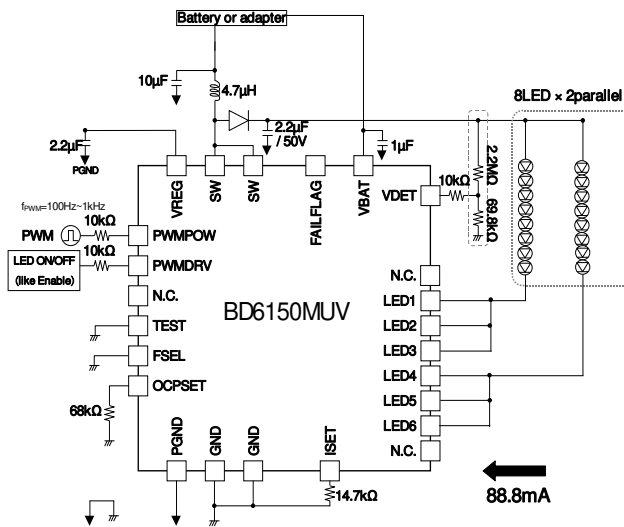 Battery or adapter
10µF
4.7µH
8LED × 2parallel
2.2µF
2.2µF
/ 50V
1µF
PGND
2.2MΩ
69.8kΩ
VREG
SW
SW
FAILFLAG
VBAT
VDET
10kΩ
fPWM=100Hz~1kHz
10kΩ
PWM
PWMPOW
10kΩ
LED ON/OFF
(like Enable)
PWMDRV
N.C.
N.C.
LED1
BD6150MUV
TEST
LED2
FSEL
LED3
OCPSET
LED4
LED5
68kΩ
LED6
N.C.
PGND
GND
GND
ISET
14.7kΩ
88.8mA